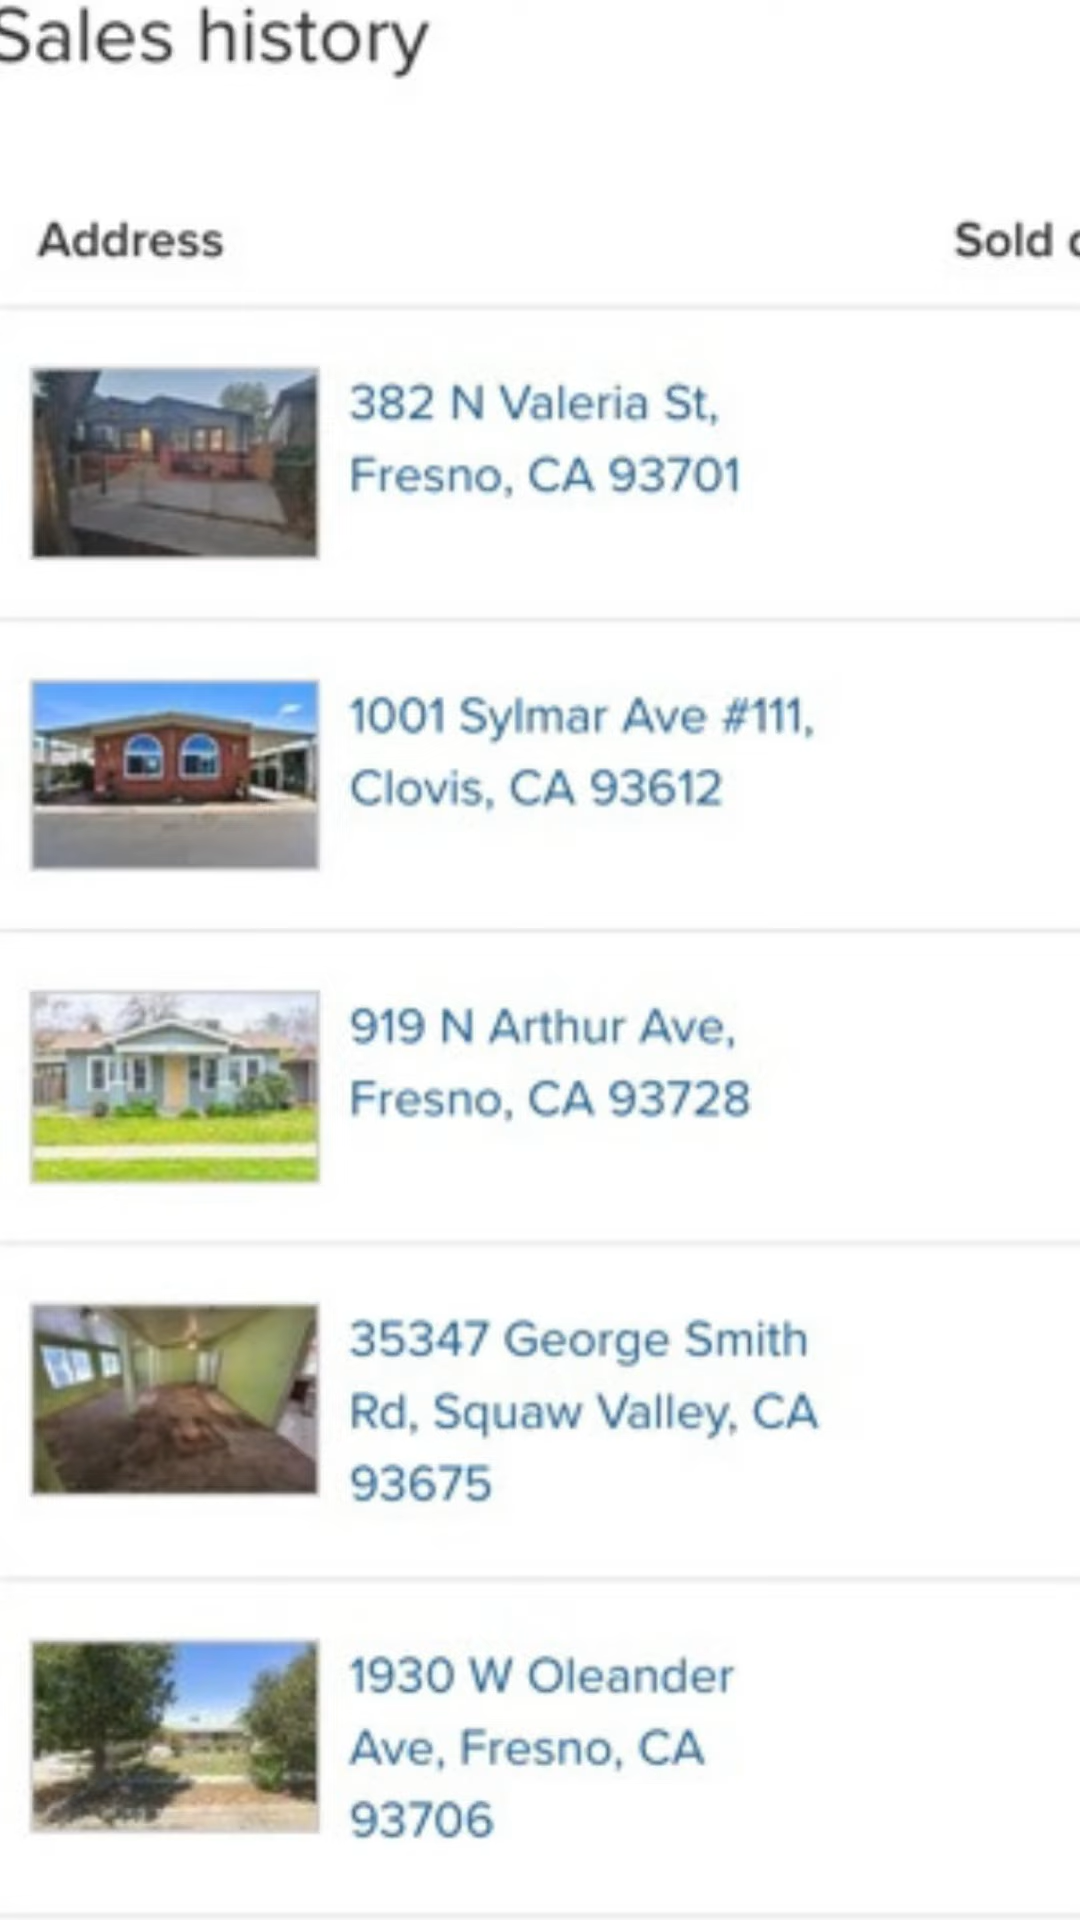 Sales history
Address
Sold
382 N Valeria St,
Fresno, CA 93701
1001 Sylmar Ave #111,
Clovis, CA 93612
919 N Arthur Ave,
Fresno, CA 93728
35347 George Smith
Rd, Squaw Valley, CA
93675
1930 W Oleander
Ave, Fresno, CA
93706